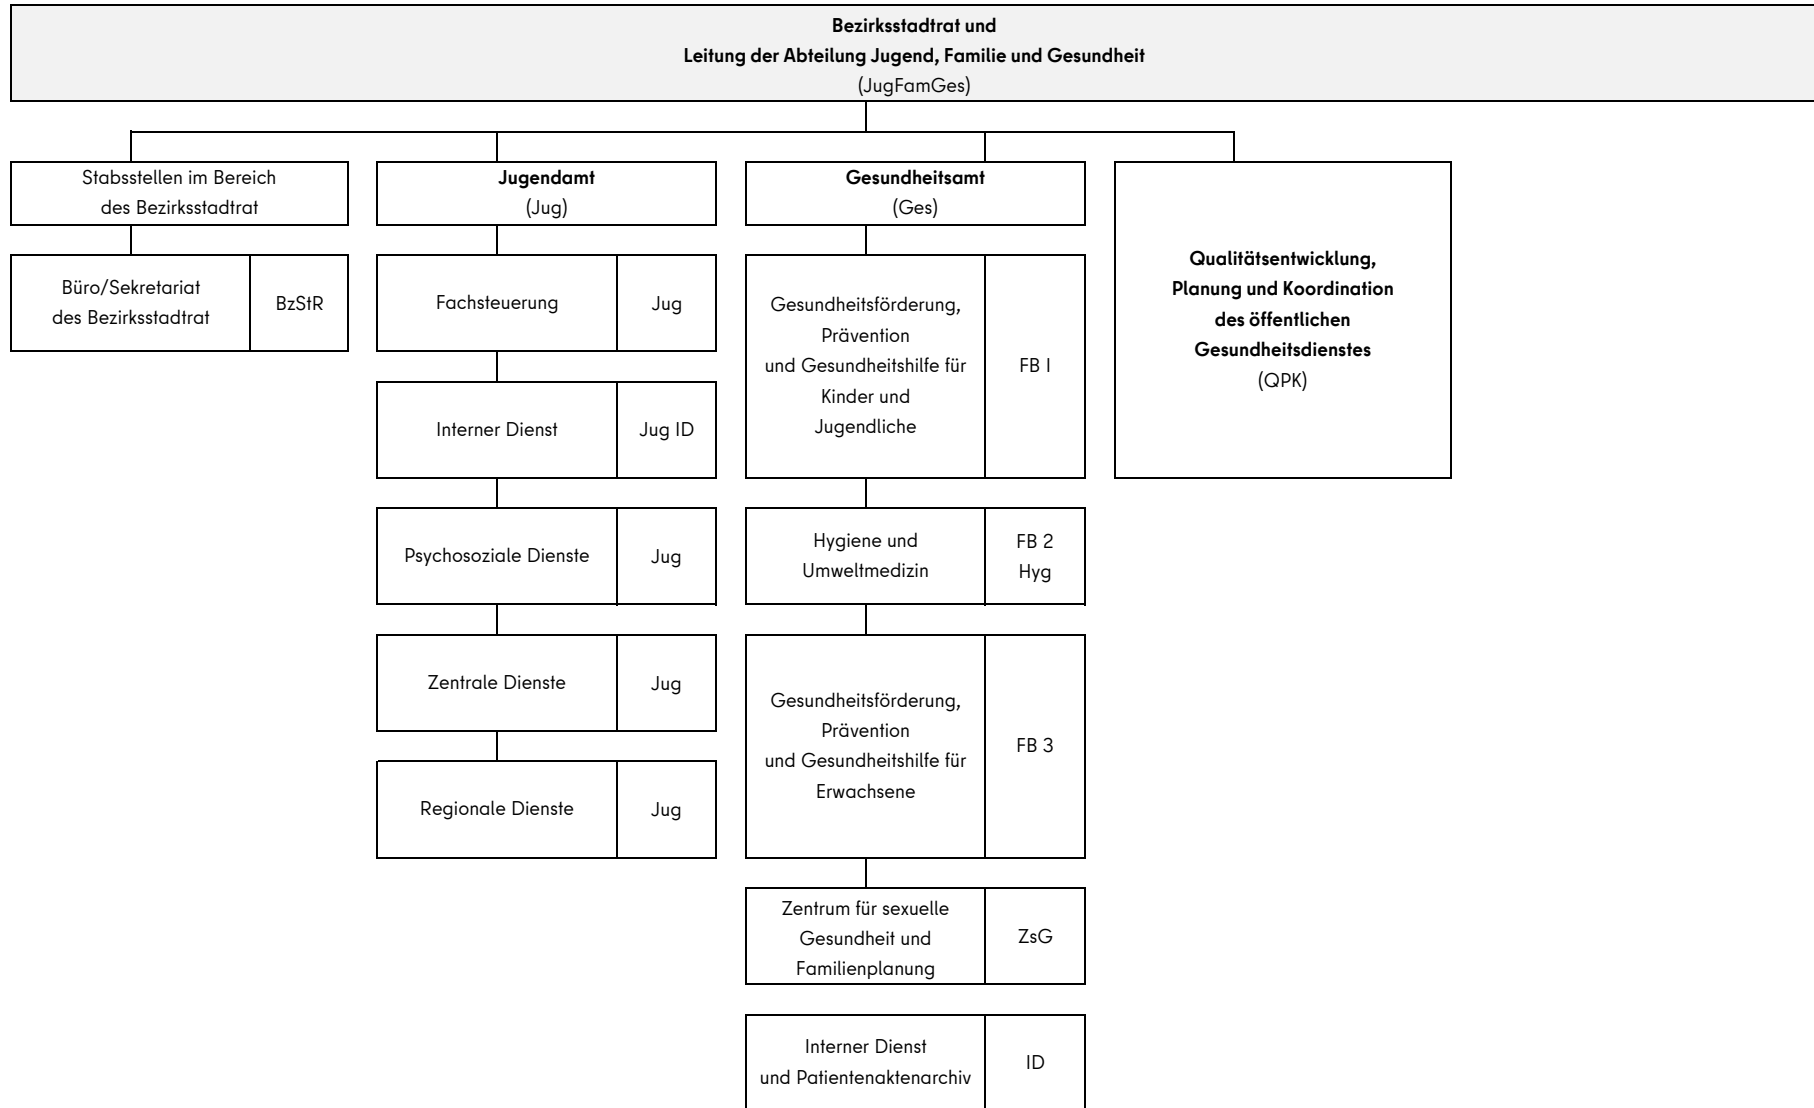 Bezirksstadtrat und
Leitung der Abteilung Jugend, Familie und Gesundheit
(JugFamGes)
Stabsstellen im Bereich
des Bezirksstadtrat
Büro/Sekretariat
des Bezirksstadtrat
BzStR
Jugendamt
(Jug)
Fachsteuerung
Jug
Interner Dienst
Jug ID
Psychosoziale Dienste
Jug
Zentrale Dienste
Jug
Regionale Dienste
Jug
Gesundheitsamt
(Ges)
Gesundheitsförderung,
Prävention
und Gesundheitshilfe für
Kinder und
Jugendliche
FB I
Hygiene und
Umweltmedizin
FB 2
Hyg
Gesundheitsförderung,
Prävention
und Gesundheitshilfe für
Erwachsene
FB 3
Zentrum für sexuelle
Gesundheit und
Familienplanung
ZsG
Interner Dienst
und Patientenaktenarchiv
ID
Qualitätsentwicklung,
Planung und Koordination
des öffentlichen
Gesundheitsdienstes
(QPK)